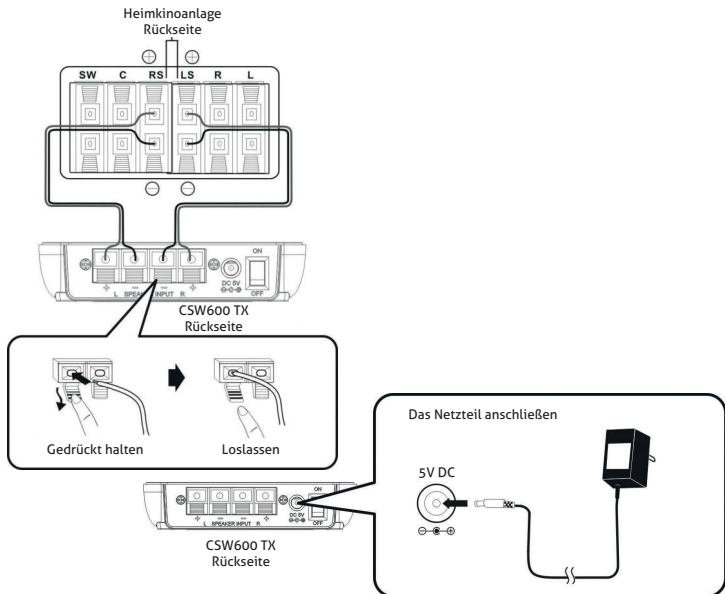 Heimkinoanlage
Rückseite
SW C RS LS R L
ON
DC 5V
OFF
L SPEAKER INPUT R
CSW600 TX
Rückseite
Gedrückt halten
Loslassen
Das Netzteil anschließen
5V DC
ON
DC 5V
OFF
L SPEAKER INPUT R
CSW600 TX
Rückseite